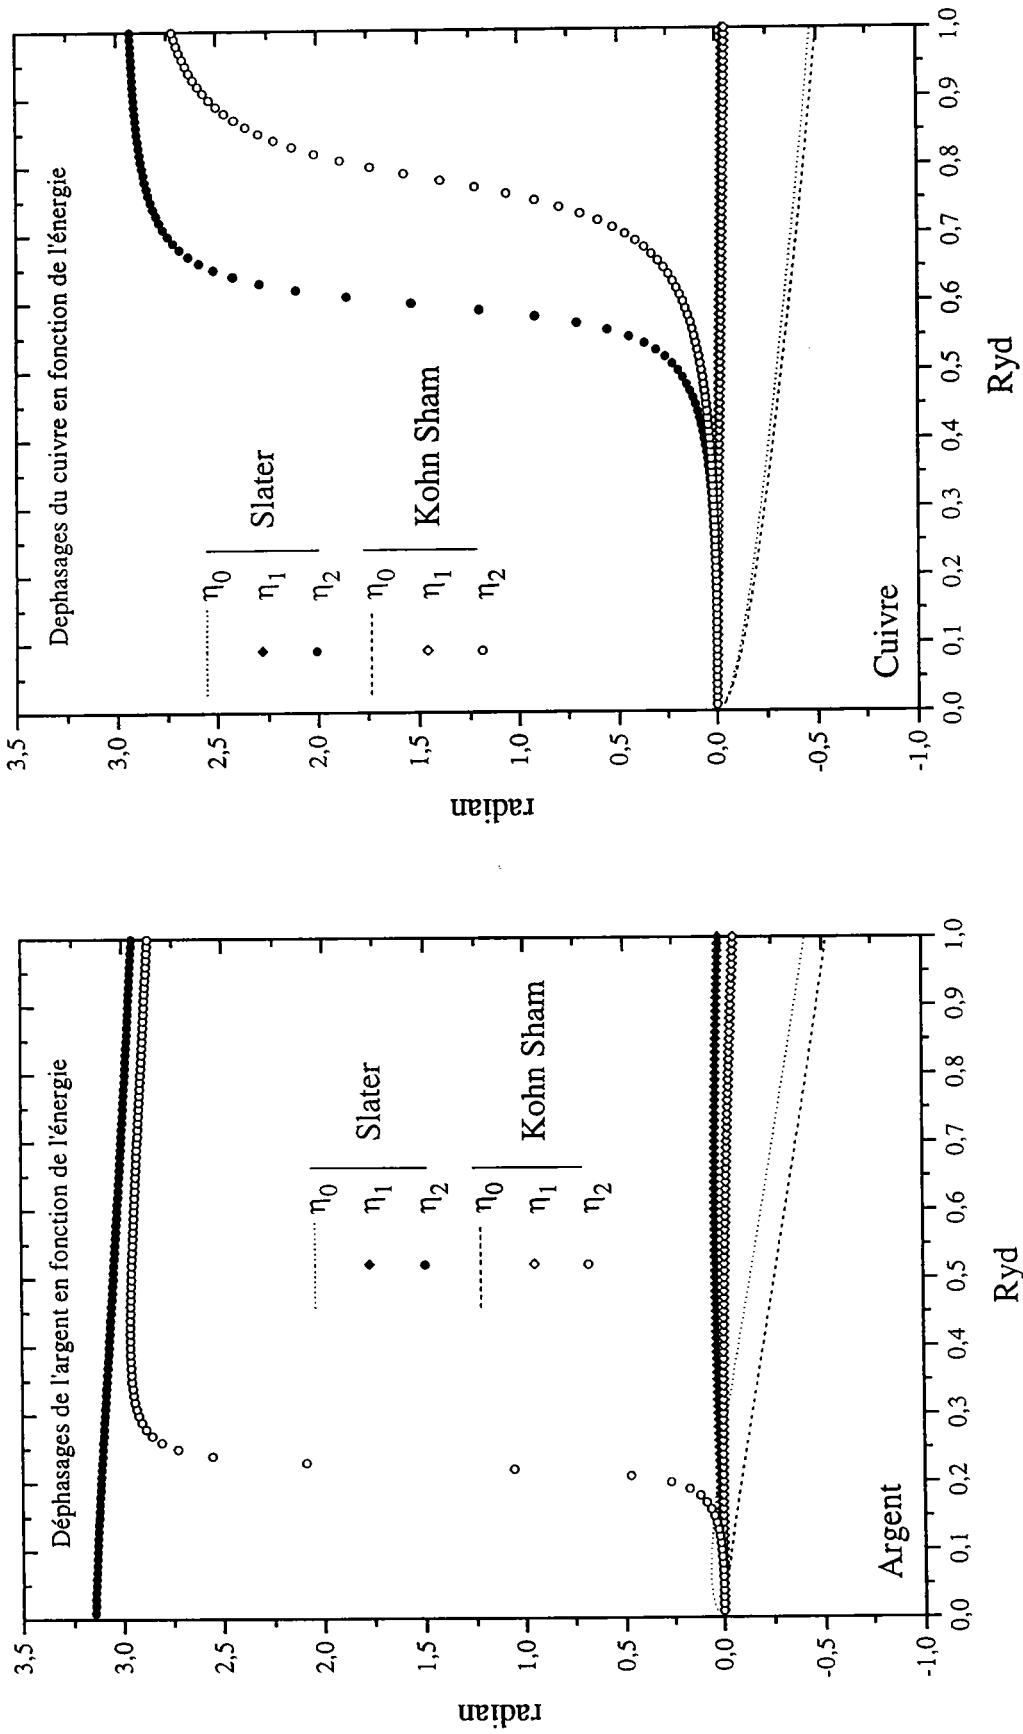 Déphasages de l'argent en fonction de l'énergie
3,5
3,0
2,5
2,0
1,5
1,0
0,5
0,0
-0,5
-1,0
radian
η0
η1
η2
Slater
η0
η1
η2
Kohn Sham
Argent
0,0 0,1 0,2 0,3 0,4 0,5 0,6 0,7 0,8 0,9 1,0
Ryd
Dephasages du cuivre en fonction de l'énergie
3,5
3,0
2,5
2,0
1,5
1,0
0,5
0,0
-0,5
-1,0
radian
η0
η1
η2
Slater
η0
η1
η2
Kohn Sham
Cuivre
0,0 0,1 0,2 0,3 0,4 0,5 0,6 0,7 0,8 0,9 1,0
Ryd